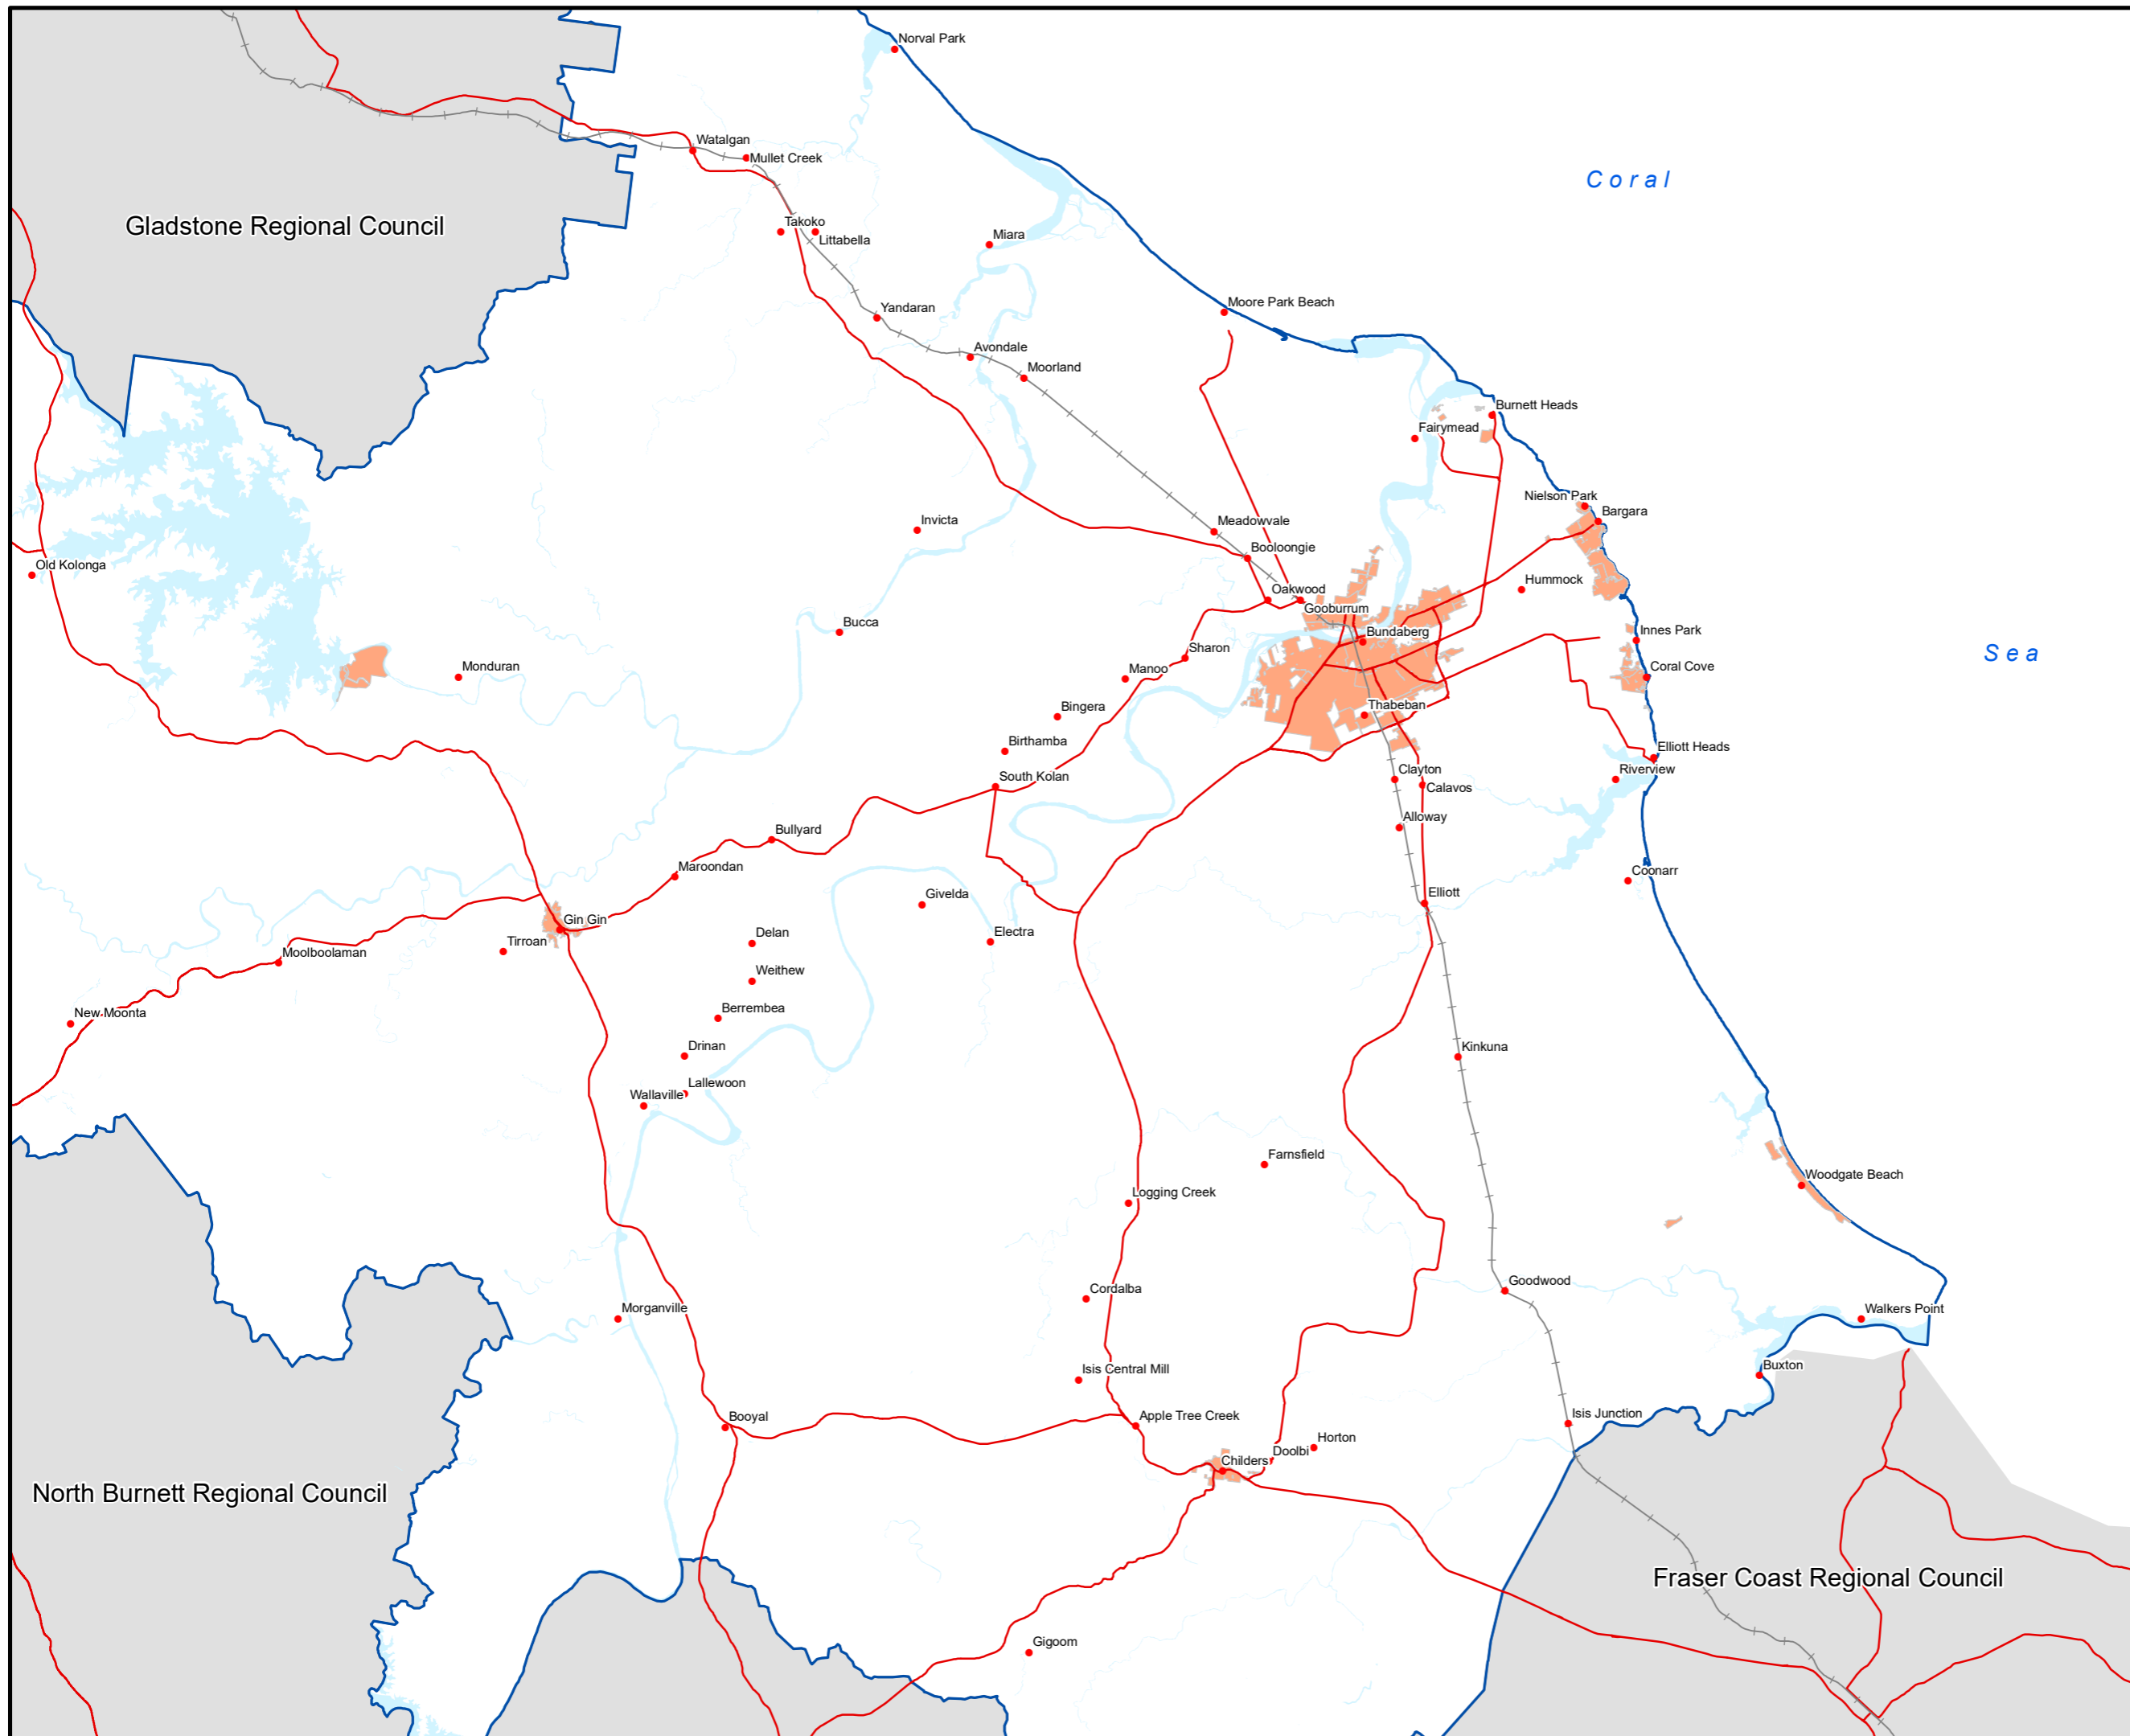 Norval Park
Watalgan
Mullet Creek
Coral
Gladstone Regional Council
Takoko
Littabella
Miara
Yandaran
Moore Park Beach
Avondale
Moorland
Burnett Heads
Fairymead
Nielson Park
Bargara
Invicta
Meadowvale
Booloongie
Old Kolonga
Hummock
Oakwood
Gooburrum
Bucca
Bundaberg
Innes Park
Sharon
Sea
Monduran
Manoo
Coral Cove
Bingera
Thabeban
Birthamba
Elliott Heads
South Kolan
Clayton
Riverview
Calavos
Alloway
Bullyard
Maroondan
Coonarr
Givelda
Elliott
Gin Gin
Delan
Electra
Tirroan
Moolboolaman
Weithew
New Moonta
Berrembea
Drinan
Kinkuna
Lallewoon
Wallaville
Farnsfield
Woodgate Beach
Logging Creek
Goodwood
Cordalba
Morganville
Walkers Point
Buxton
Isis Central Mill
Isis Junction
Booyal
Apple Tree Creek
Horton
Doolbi
Childers
North Burnett Regional Council
Fraser Coast Regional Council
Gigoom